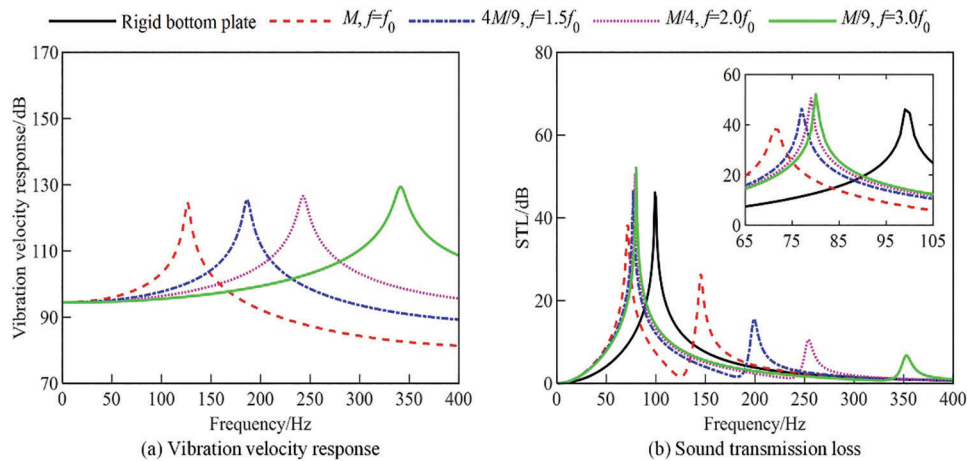 Rigid bottom plate M, f=f₀ 4M/9, f=1.5f₀ M/4, f=2.0f₀ M/9, f=3.0f₀
170
150
130
110
90
70
Vibration velocity response/dB
0 50 100 150 200 250 300 350 400
Frequency/Hz
(a) Vibration velocity response
80
60
40
20
0
STL/dB
0 50 100 150 200 250 300 350 400
Frequency/Hz
(b) Sound transmission loss
60
40
20
0
65 75 85 95 105